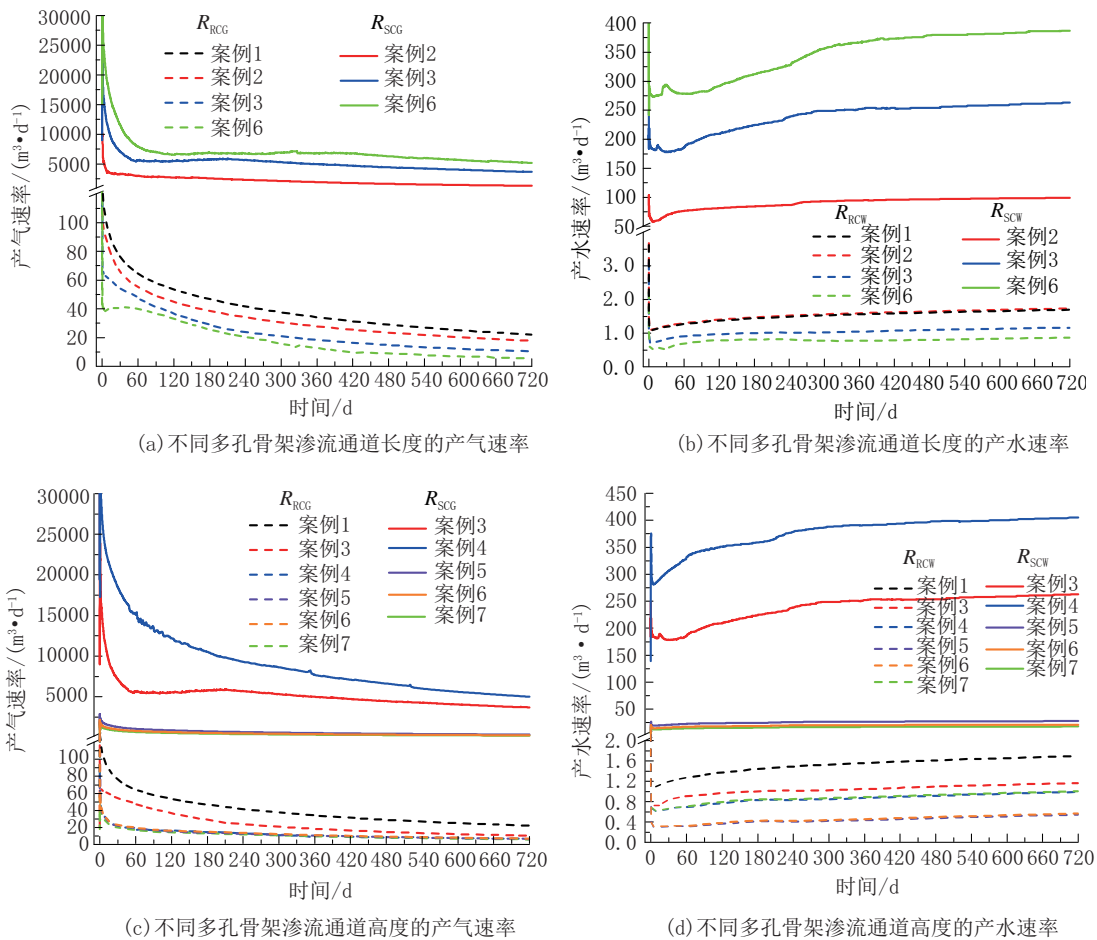 R_RCG R_SCG
案例1 案例2
案例2 案例3
案例3 案例6
案例6
30000
25000
20000
15000
10000
5000
100
80
60
40
20
0
产气速率/(m³•d⁻¹)
0 60 120 180 240 300 360 420 480 540 600 660 720
时间/d
(a)不同多孔骨架渗流通道长度的产气速率
400
350
300
250
200
150
100
50
3.0
2.0
1.0
0.0
产水速率/(m³•d⁻¹)
R_RCW R_SCW
案例1 案例2
案例2 案例3
案例3 案例6
案例6
0 60 120 180 240 300 360 420 480 540 600 660 720
时间/d
(b)不同多孔骨架渗流通道长度的产水速率
30000
25000
20000
15000
10000
5000
100
80
60
40
20
0
产气速率/(m³•d⁻¹)
R_RCG R_SCG
案例1 案例3
案例3 案例4
案例4 案例5
案例5 案例6
案例6 案例7
案例7
0 60 120 180 240 300 360 420 480 540 600 660 720
时间/d
(c)不同多孔骨架渗流通道高度的产气速率
450
400
350
300
250
200
150
100
50
2.0
1.6
1.2
0.8
0.4
0.0
产水速率/(m³•d⁻¹)
R_RCW R_SCW
案例1 案例3
案例3 案例4
案例4 案例5
案例5 案例6
案例6 案例7
案例7
0 60 120 180 240 300 360 420 480 540 600 660 720
时间/d
(d)不同多孔骨架渗流通道高度的产水速率